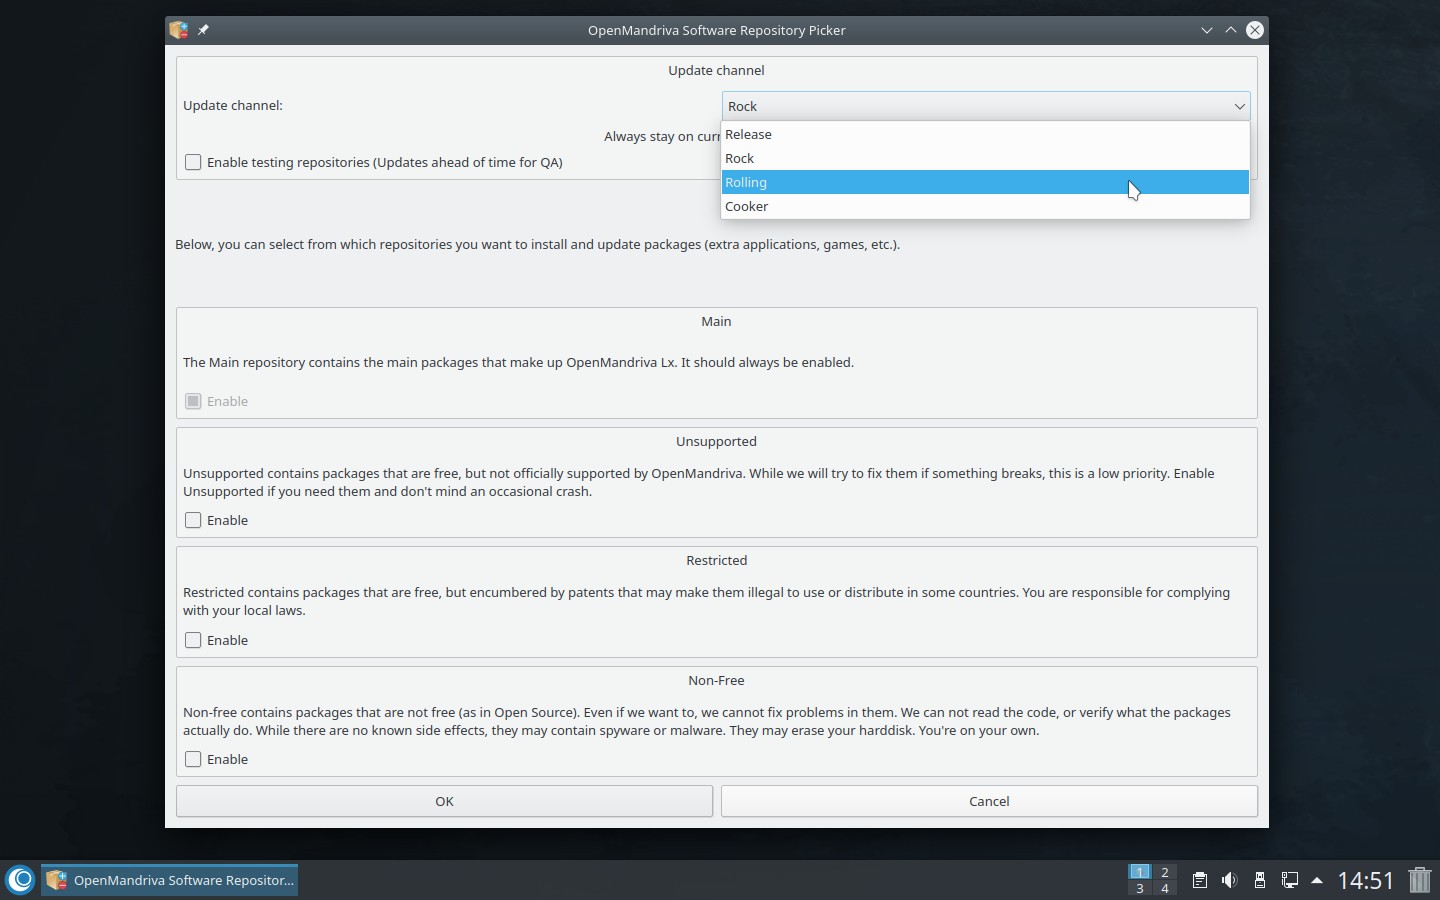 OpenMandriva Software Repository Picker
Update channel
Update channel:
Rock
Release
Rock
Rolling
Cooker
Always stay on curr
Enable testing repositories (Updates ahead of time for QA)
Below, you can select from which repositories you want to install and update packages (extra applications, games, etc.).
Main
The Main repository contains the main packages that make up OpenMandriva Lx. It should always be enabled.
Enable
Unsupported
Unsupported contains packages that are free, but not officially supported by OpenMandriva. While we will try to fix them if something breaks, this is a low priority. Enable
Unsupported if you need them and don't mind an occasional crash.
Enable
Restricted
Restricted contains packages that are free, but encumbered by patents that may make them illegal to use or distribute in some countries. You are responsible for complying
with your local laws.
Enable
Non-Free
Non-free contains packages that are not free (as in Open Source). Even if we want to, we cannot fix problems in them. We can not read the code, or verify what the packages
actually do. While there are no known side effects, they may contain spyware or malware. They may erase your harddisk. You're on your own.
Enable
OK
Cancel
OpenMandriva Software Repositor...
1 2
3 4
14:51